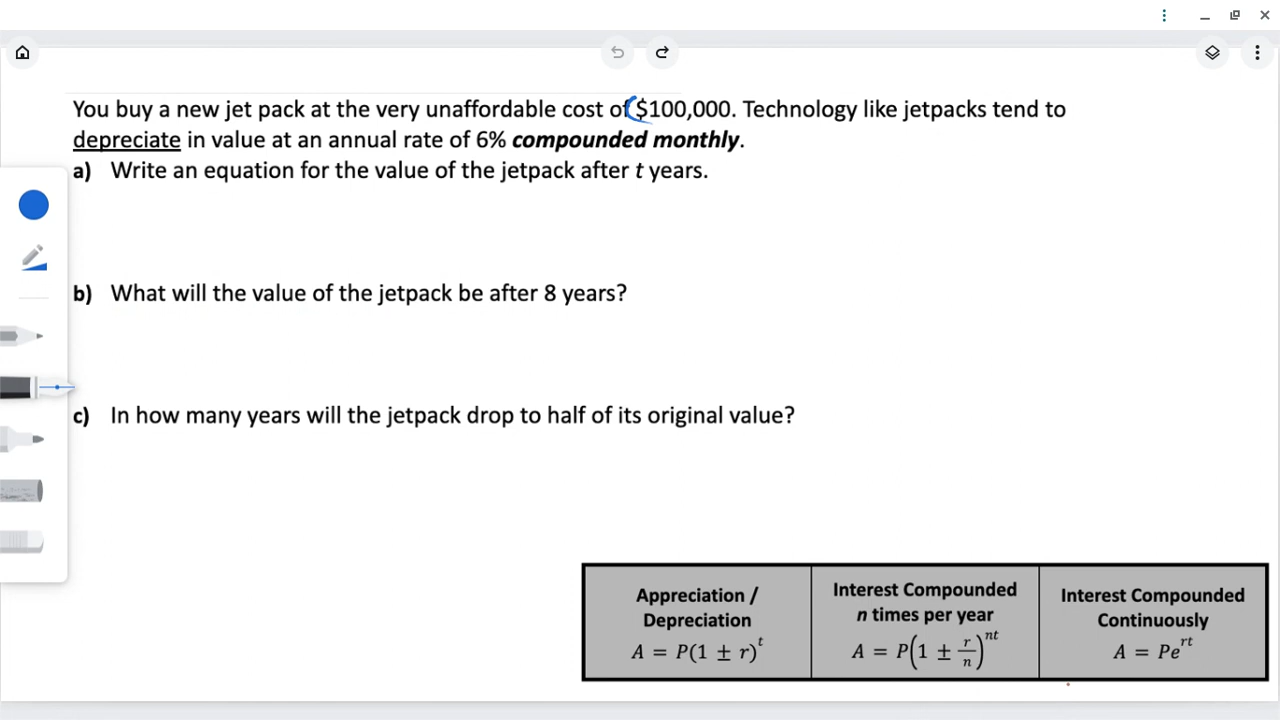 You buy a new jet pack at the very unaffordable cost of $100,000. Technology like jetpacks tend to
depreciate in value at an annual rate of 6% compounded monthly.
a) Write an equation for the value of the jetpack after t years.
b) What will the value of the jetpack be after 8 years?
c) In how many years will the jetpack drop to half of its original value?
Appreciation /
Depreciation
A = P(1 ± r)^t
Interest Compounded
n times per year
A = P(1 ± r/n)^nt
Interest Compounded
Continuously
A = Pe^rt